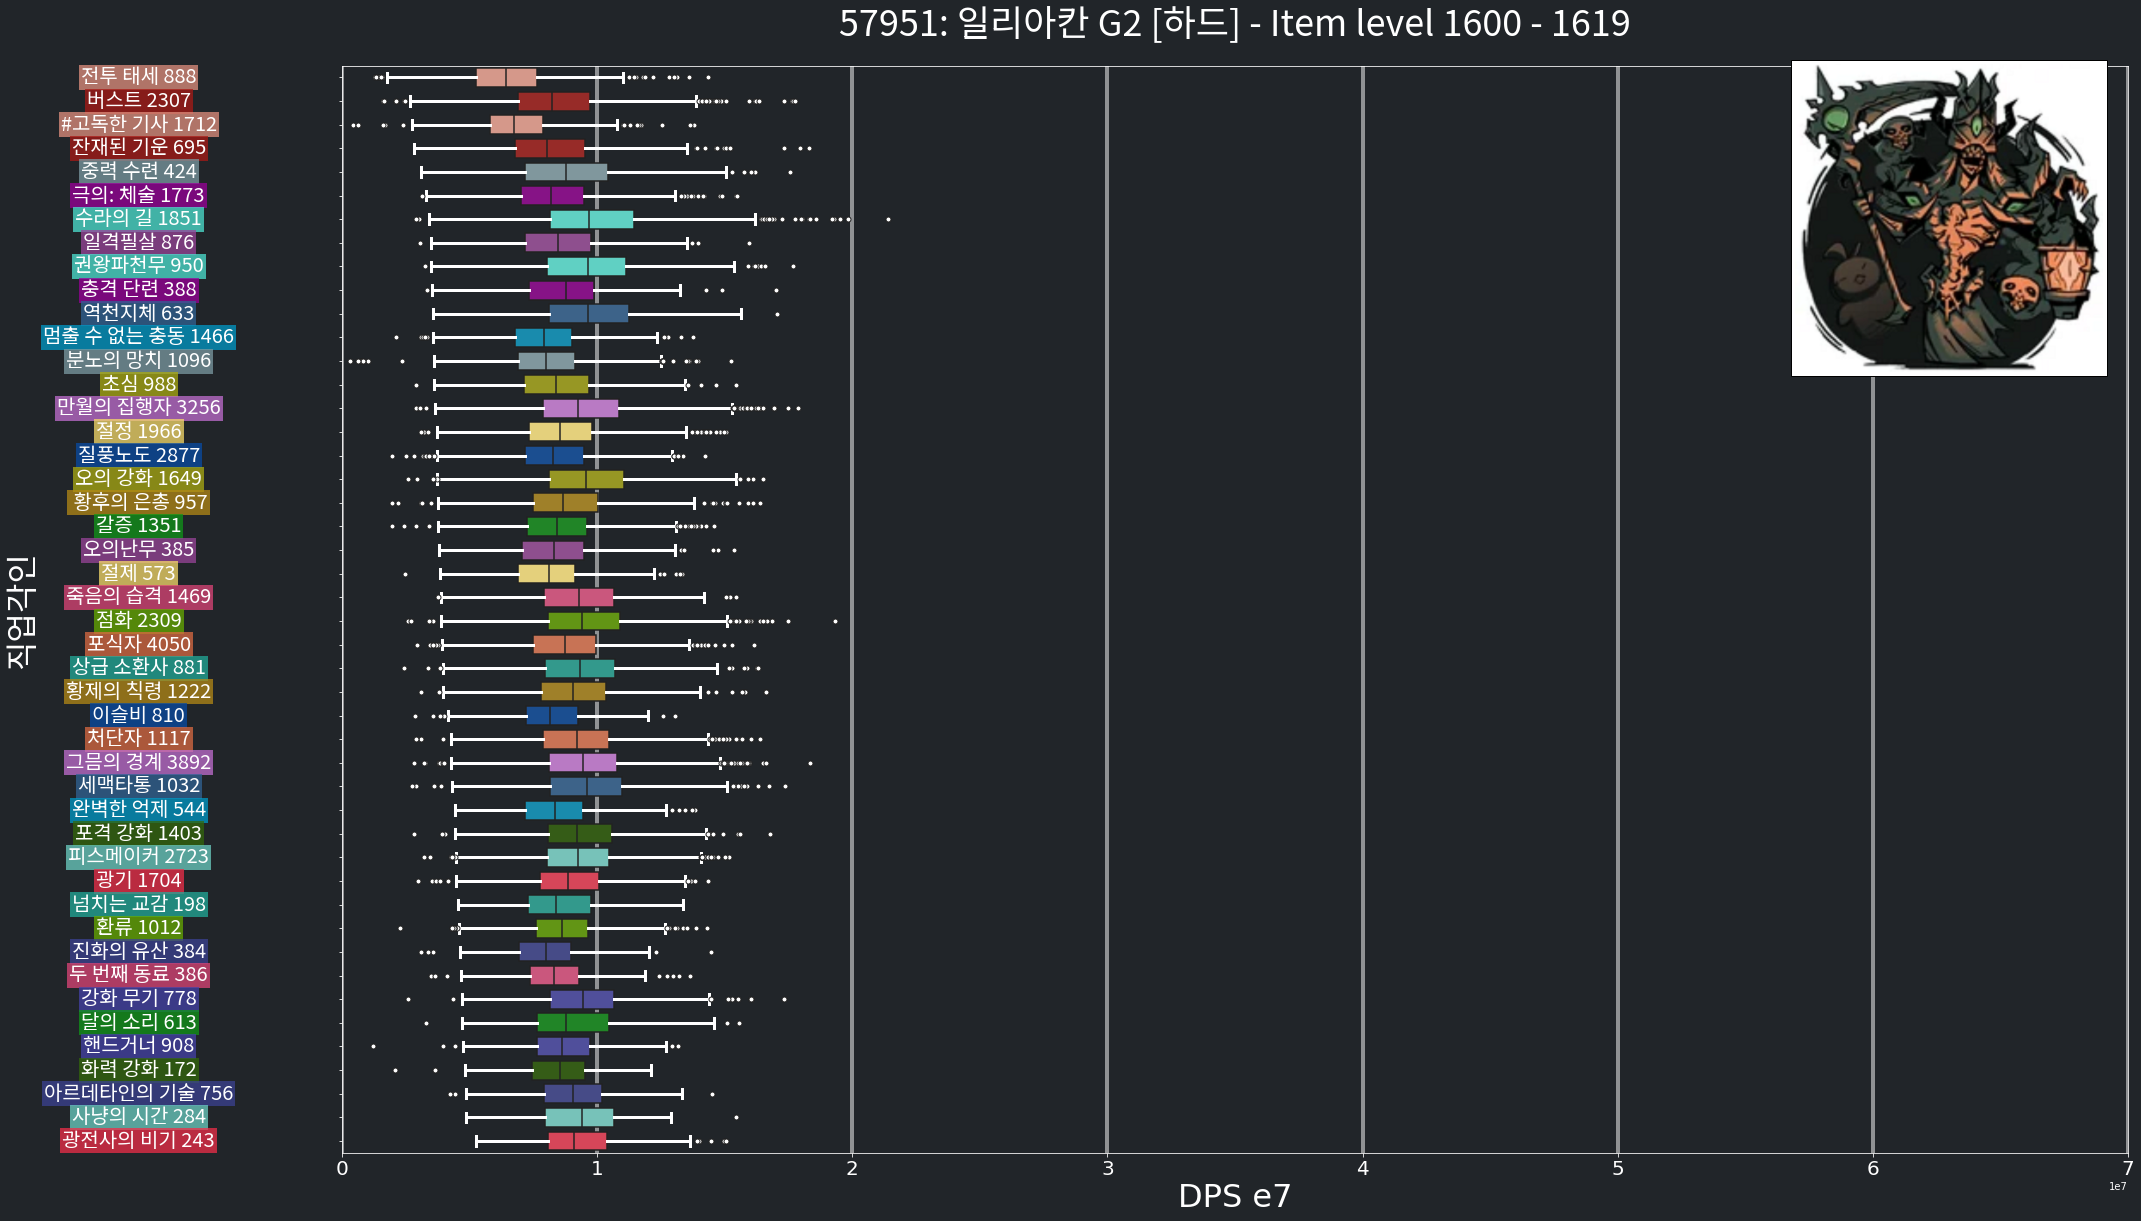 57951: 일리아칸 G2 [하드] - Item level 1600 - 1619
직업각인
전투 태세 888
버스트 2307
#고독한 기사 1712
잔재된 기운 695
중력 수련 424
극의: 체술 1773
수라의 길 1851
일격필살 876
권왕파천무 950
충격 단련 388
역천지체 633
멈출 수 없는 충동 1466
분노의 망치 1096
초심 988
만월의 집행자 3256
절정 1966
질풍노도 2877
오의 강화 1649
황후의 은총 957
갈증 1351
오의난무 385
절제 573
죽음의 습격 1469
점화 2309
포식자 4050
상급 소환사 881
황제의 칙령 1222
이슬비 810
처단자 1117
그믐의 경계 3892
세맥타통 1032
완벽한 억제 544
포격 강화 1403
피스메이커 2723
광기 1704
넘치는 교감 198
환류 1012
진화의 유산 384
두 번째 동료 386
강화 무기 778
달의 소리 613
핸드거너 908
화력 강화 172
아르데타인의 기술 756
사냥의 시간 284
광전사의 비기 243
0 1 2 3 4 5 6 7
DPS e7
1e7